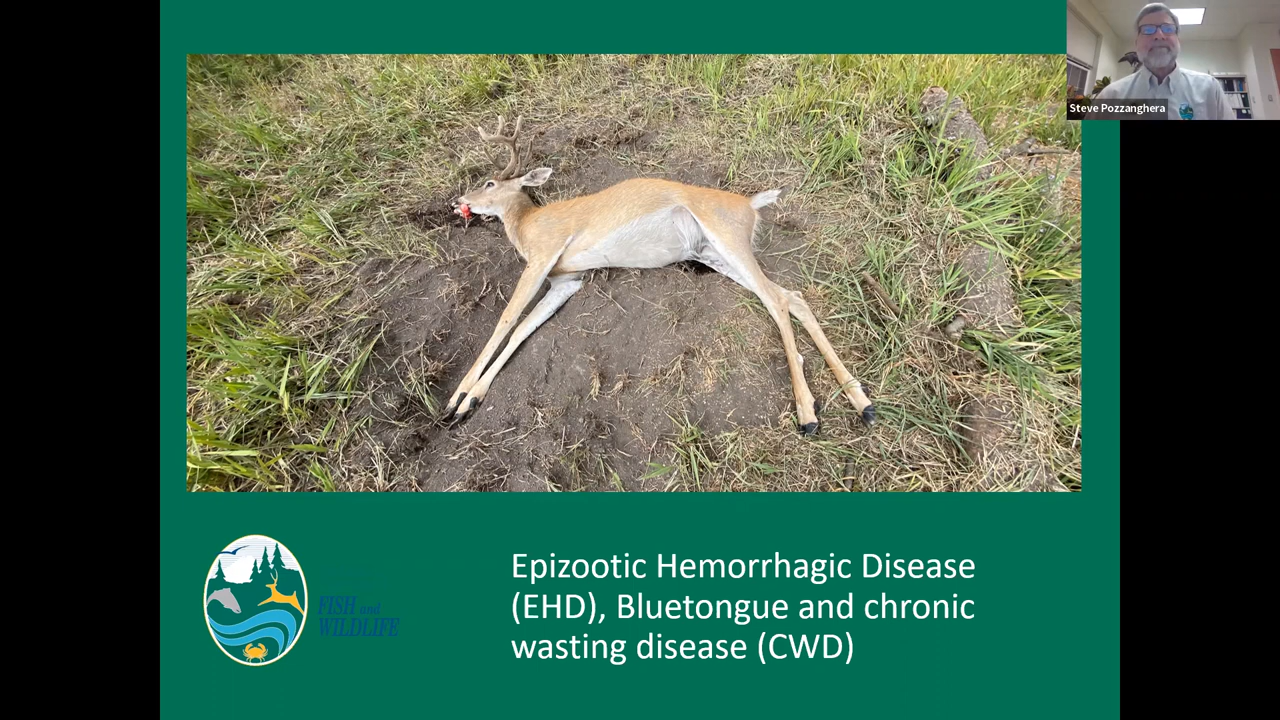 Steve Pozzanghera
FISH and
WILDLIFE
Epizootic Hemorrhagic Disease
(EHD), Bluetongue and chronic
wasting disease (CWD)